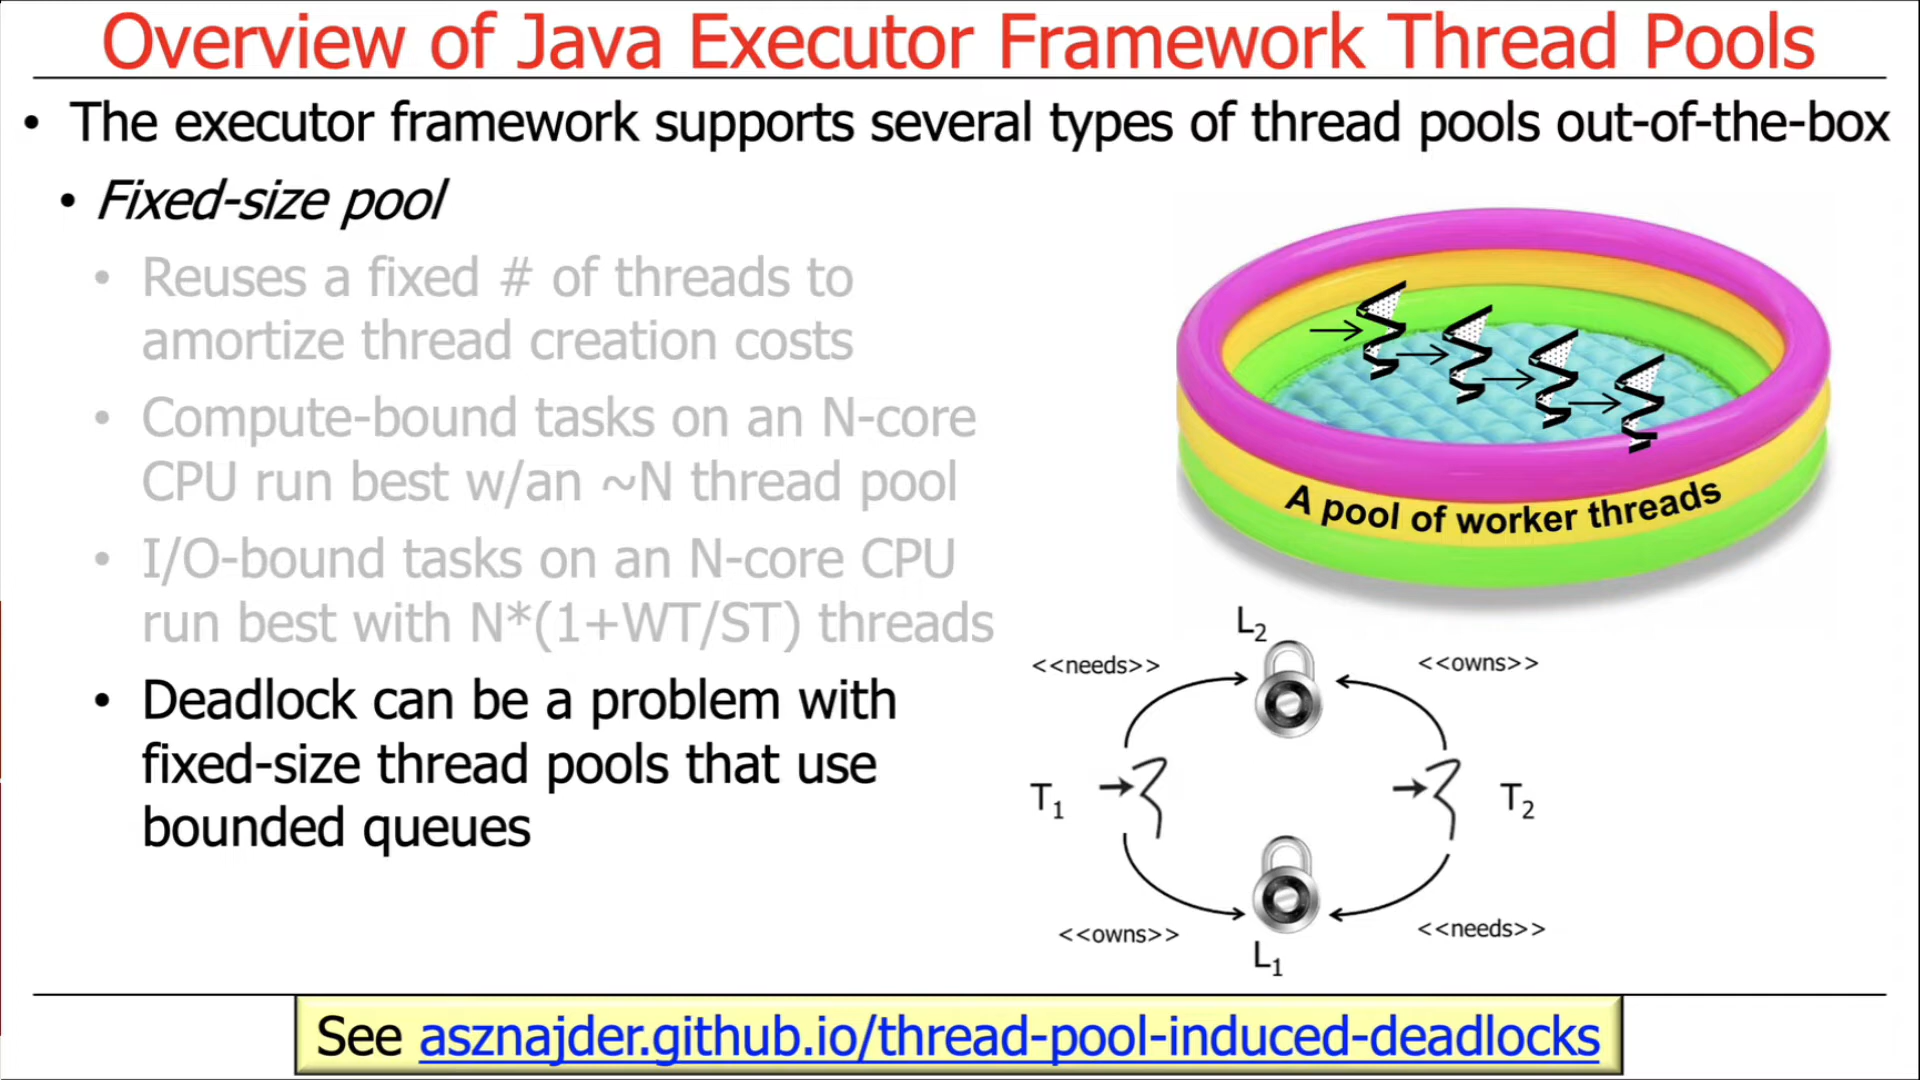 Overview of Java Executor Framework Thread Pools
• The executor framework supports several types of thread pools out-of-the-box
• Fixed-size pool
• Reuses a fixed # of threads to
amortize thread creation costs
• Compute-bound tasks on an N-core
CPU run best w/an ~N thread pool
• I/O-bound tasks on an N-core CPU
run best with N*(1+WT/ST) threads
• Deadlock can be a problem with
fixed-size thread pools that use
bounded queues
A pool of worker threads
L2
<<needs>>
<<owns>>
T1
T2
<<owns>>
<<needs>>
L1
See asznajder.github.io/thread-pool-induced-deadlocks